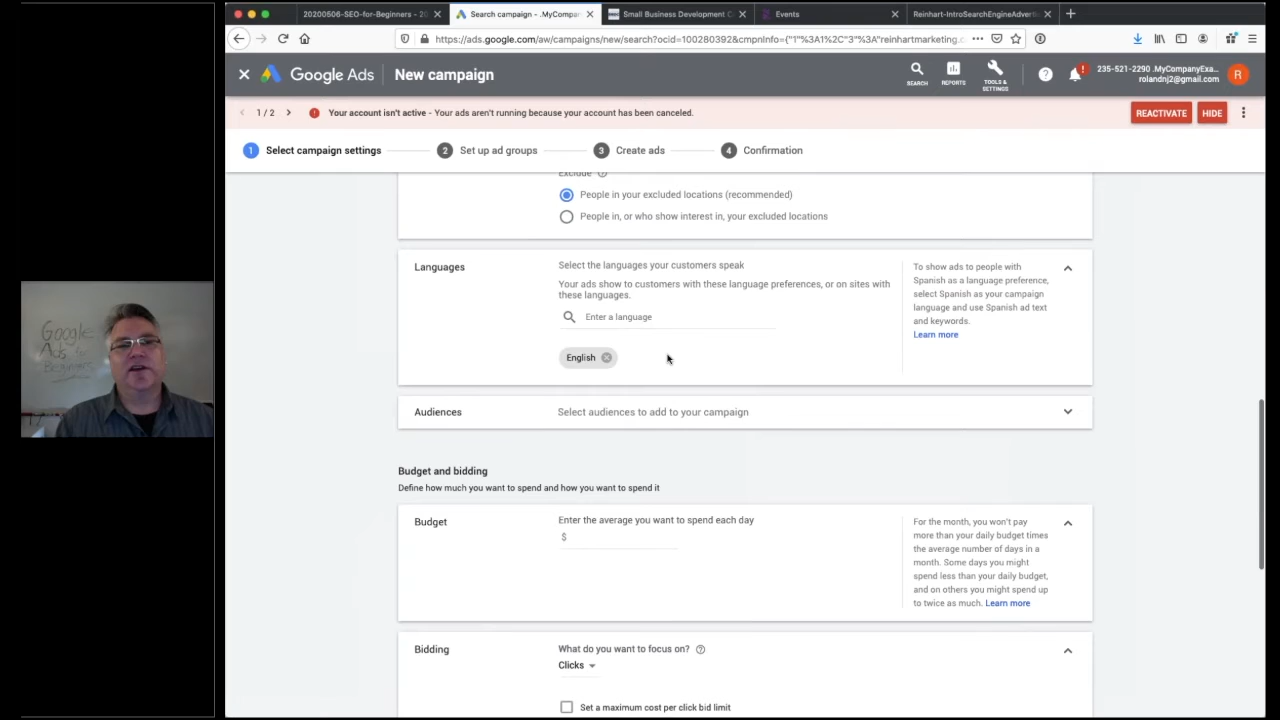 20200506-SEO-for-Beginners - 20
Search campaign - .MyCompan
Small Business Development C
Events
Reinhart-IntroSearchEngineAdverti
https://ads.google.com/aw/campaigns/new/search?ocid=100280392&cmpnInfo={"1"%3A1%2C"3"%3A"reinhartmarketing.c
Google Ads
New campaign
SEARCH
REPORTS
TOOLS &
SETTINGS
235-521-2290 .MyCompanyExa...
rolandnj2@gmail.com
R
1 / 2
Your account isn't active - Your ads aren't running because your account has been canceled.
REACTIVATE
HIDE
1 Select campaign settings
2 Set up ad groups
3 Create ads
4 Confirmation
Exclude
People in your excluded locations (recommended)
People in, or who show interest in, your excluded locations
Languages
Select the languages your customers speak
Your ads show to customers with these language preferences, or on sites with
these languages.
Enter a language
English
To show ads to people with
Spanish as a language preference,
select Spanish as your campaign
language and use Spanish ad text
and keywords.
Learn more
Google
Ads for
Beginners
Audiences
Select audiences to add to your campaign
Budget and bidding
Define how much you want to spend and how you want to spend it
Budget
Enter the average you want to spend each day
$
For the month, you won't pay
more than your daily budget times
the average number of days in a
month. Some days you might
spend less than your daily budget,
and on others you might spend up
to twice as much. Learn more
Bidding
What do you want to focus on?
Clicks
Set a maximum cost per click bid limit